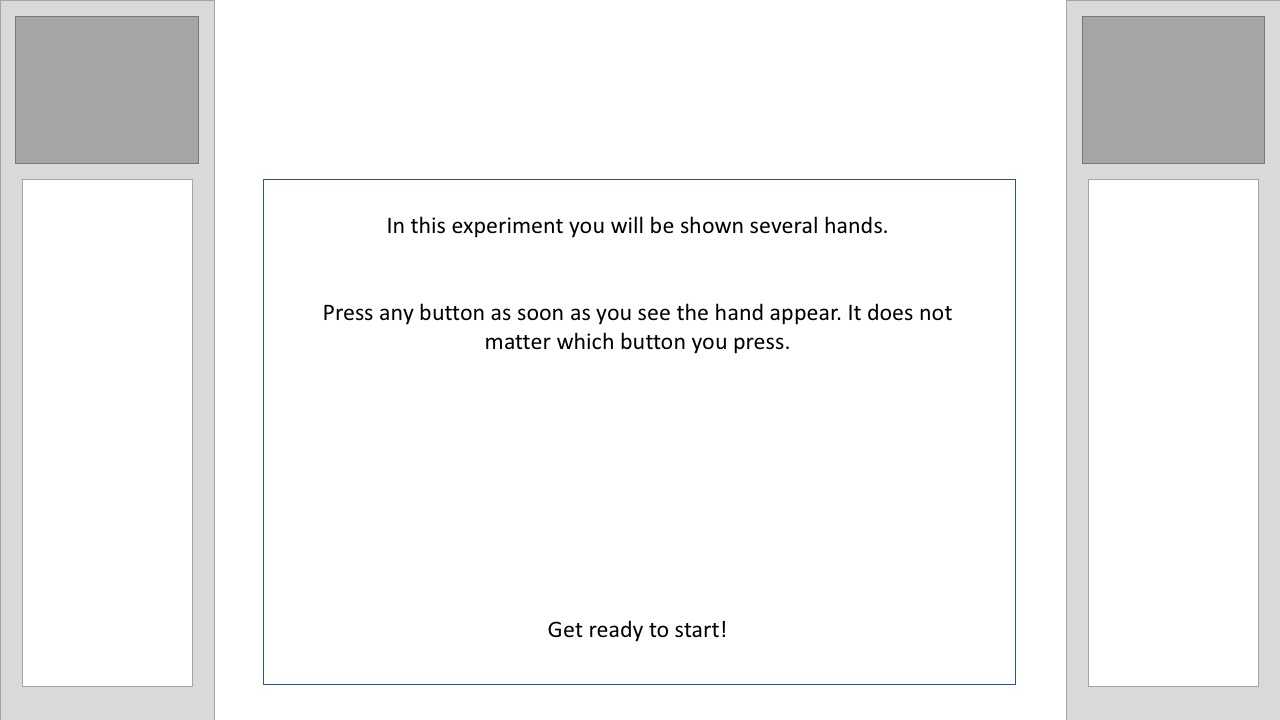 In this experiment you will be shown several hands.
Press any button as soon as you see the hand appear. It does not
matter which button you press.
Get ready to start!